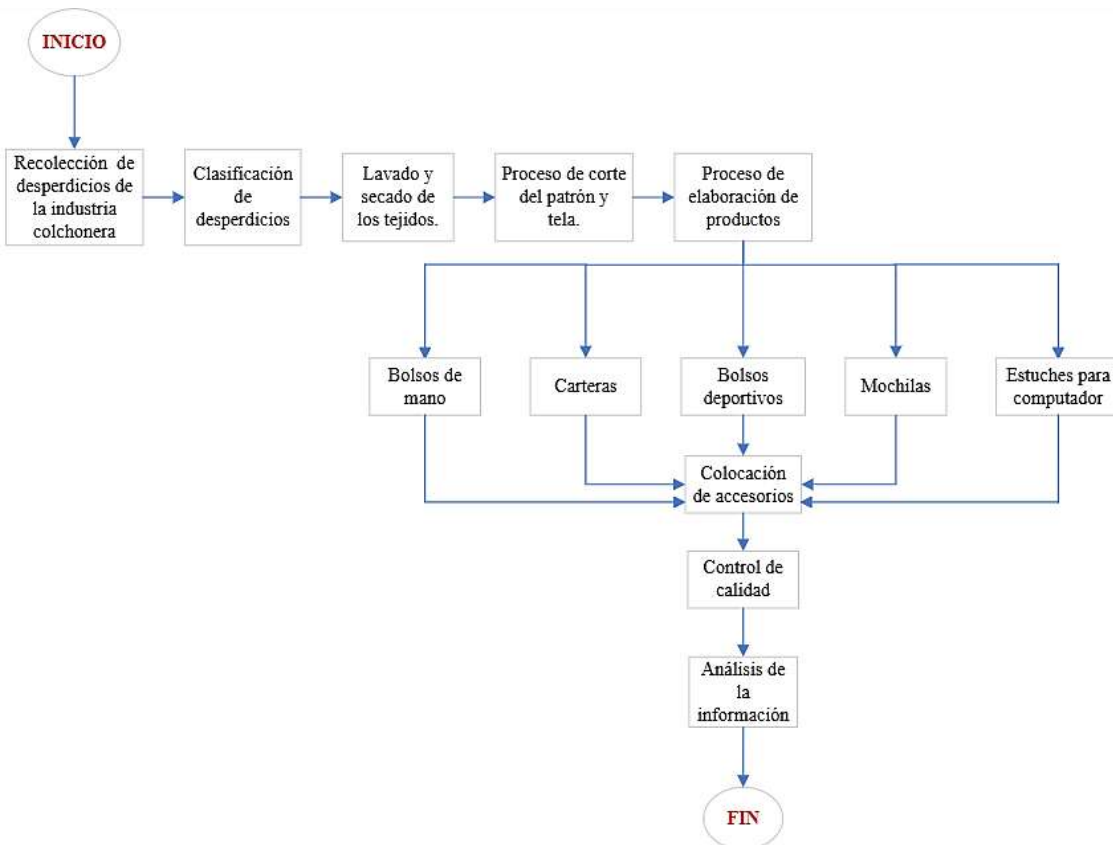 INICIO
Recolección de
desperdicios de
la industria
colchonera
Clasificación
de
desperdicios
Lavado y
secado de
los tejidos.
Proceso de corte
del patrón y
tela.
Proceso de
elaboración de
productos
Bolsos de
mano
Carteras
Bolsos
deportivos
Mochilas
Estuches para
computador
Colocación
de accesorios
Control de
calidad
Análisis de
la
información
FIN